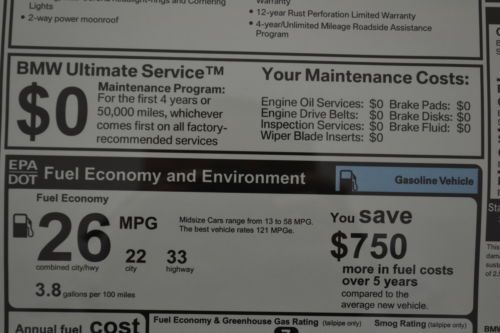 Lights
• 2-way power moonroof
Warranty
• 12-year Rust Perforation Limited Warranty
• 4-year/Unlimited Mileage Roadside Assistance
Program
BMW Ultimate Service™
$0
Maintenance Program:
For the first 4 years or
50,000 miles, whichever
comes first on all factory-
recommended services
Your Maintenance Costs:
Engine Oil Services: $0 Brake Pads: $0
Engine Drive Belts: $0 Brake Disks: $0
Inspection Services: $0 Brake Fluid: $0
Wiper Blade Inserts: $0
EPA
DOT
Fuel Economy and Environment
Gasoline Vehicle
Fuel Economy
26 MPG
22 33
combined city/hwy city highway
3.8 gallons per 100 miles
Midsize Cars range from 13 to 58 MPG.
The best vehicle rates 121 MPGe.
You save
$750
more in fuel costs
over 5 years
compared to the
average new vehicle.
Annual fuel cost
Fuel Economy & Greenhouse Gas Rating (tailpipe only)
Smog Rating (tailpipe only)
This
BMW